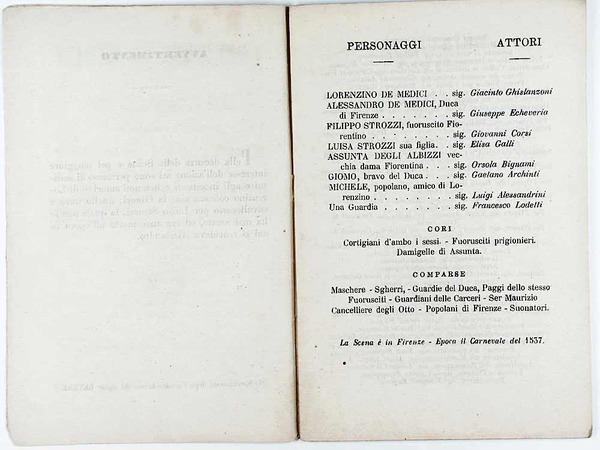 AVVERTIMENTO
PERSONAGGI ATTORI
LORENZINO DE MEDICI . . sig. Giacinto Ghislanzoni
ALESSANDRO DE MEDICI, Duca
di Firenze . . . . . . . sig. Giuseppe Echeveria
FILIPPO STROZZI, fuoruscito Fio-
rentino . . . . . . . . sig. Giovanni Corsi
LUISA STROZZI sua figlia. . . sig. Elisa Galli
ASSUNTA DEGLI ALBIZZI vec-
chia dama Fiorentina . . . sig. Orsola Bignami
GIOMO, bravo del Duca . . . sig. Gaetano Archinti
MICHELE, popolano, amico di Lo-
renzino . . . . . . . . sig. Luigi Alessandrini
Una Guardia . . . . . . . sig. Francesco Lodetti
CORI
Cortigiani d'ambo i sessi. - Fuorusciti prigionieri.
Damigelle di Assunta.
COMPARSE
Maschere - Sgherri, - Guardie del Duca, Paggi dello stesso
Fuorusciti - Guardiani delle Carceri - Ser Maurizio
Cancelliere degli Otto - Popolani di Firenze - Suonatori.
La Scena è in Firenze - Epoca il Carnevale del 1537.